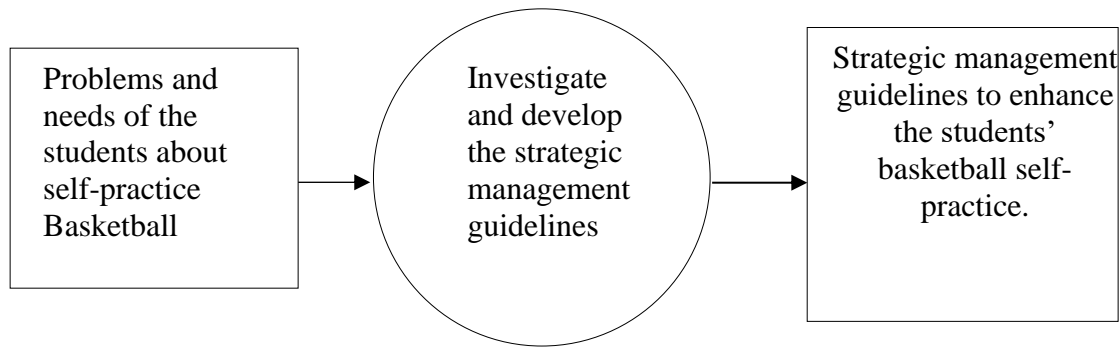 Problems and
needs of the
students about
self-practice
Basketball
Investigate
and develop
the strategic
management
guidelines
Strategic management
guidelines to enhance
the students’
basketball self-
practice.